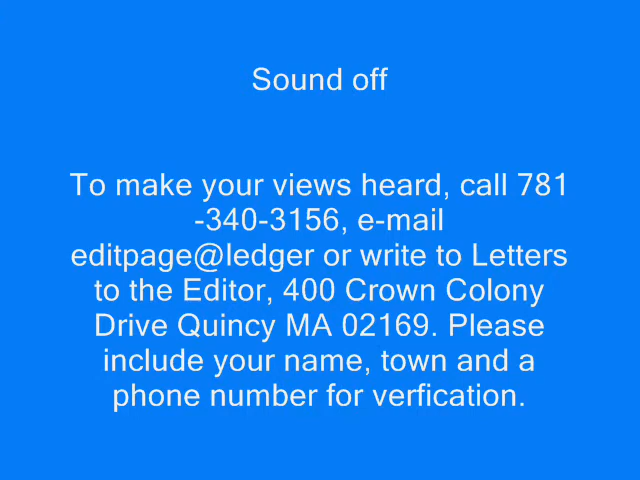 Sound off
To make your views heard, call 781
-340-3156, e-mail
editpage@ledger or write to Letters
to the Editor, 400 Crown Colony
Drive Quincy MA 02169. Please
include your name, town and a
phone number for verfication.